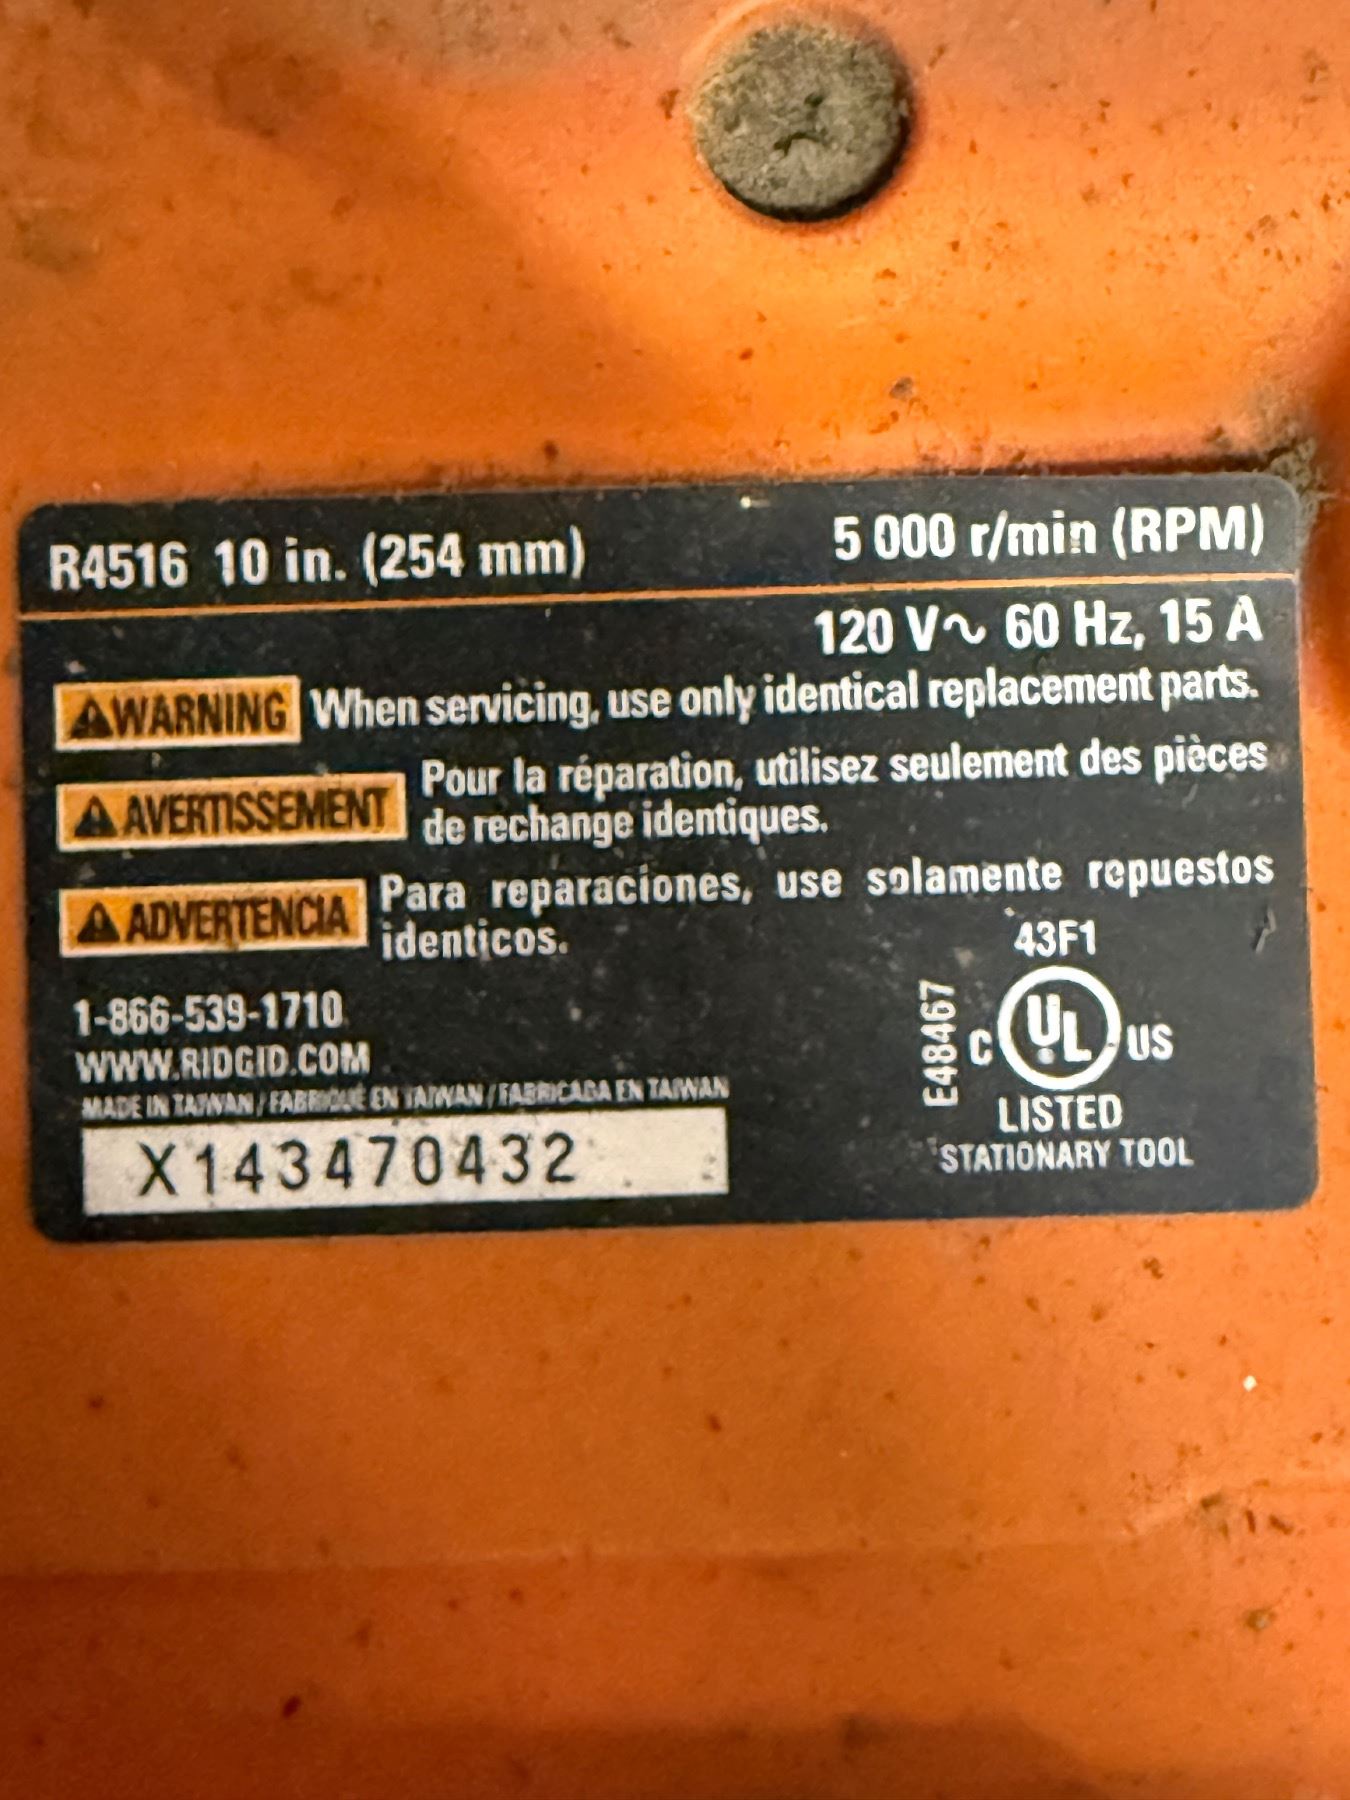 R4516 10 in. (254 mm) 5 000 r/min (RPM)
120 V∿ 60 Hz, 15 A
⚠WARNING When servicing, use only identical replacement parts.
⚠ AVERTISSEMENT Pour la réparation, utilisez seulement des pièces
de rechange identiques.
⚠ ADVERTENCIA Para reparaciones, use solamente repuestos
identicos.
43F1
E48467
C UL US
LISTED
STATIONARY TOOL
1-866-539-1710
WWW.RIDGID.COM
MADE IN TAIWAN / FABRIQUÉ EN TAIWAN / FABRICADA EN TAIWAN
X143470432